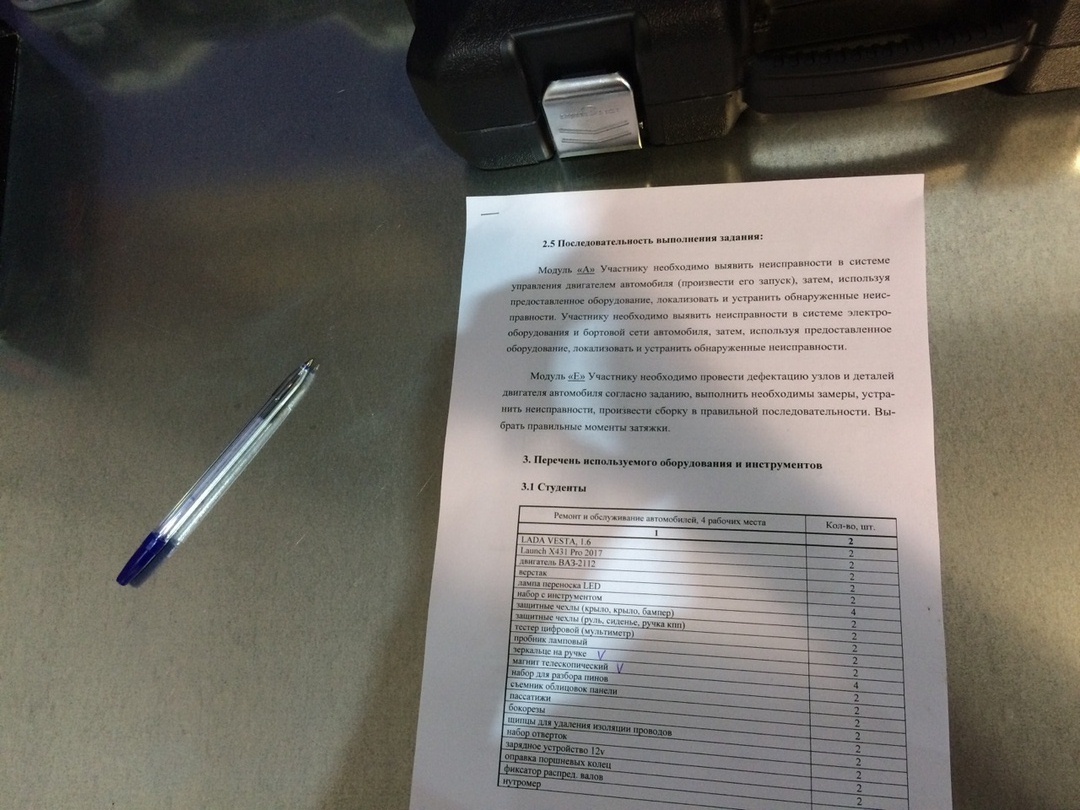 2.5 Последовательность выполнения задания:
Модуль «А» Участнику необходимо выявить неисправности в системе
управления двигателем автомобиля (произвести его запуск), затем, используя
предоставленное оборудование, локализовать и устранить обнаруженные неис-
правности. Участнику необходимо выявить неисправности в системе электро-
оборудования и бортовой сети автомобиля, затем, используя предоставленное
оборудование, локализовать и устранить обнаруженные неисправности.
Модуль «Е» Участнику необходимо провести дефектацию узлов и деталей
двигателя автомобиля согласно заданию, выполнить необходимы замеры, устра-
нить неисправности, произвести сборку в правильной последовательности. Вы-
брать правильные моменты затяжки.
3. Перечень используемого оборудования и инструментов
3.1 Студенты
Ремонт и обслуживание автомобилей, 4 рабочих места Кол-во, шт.
1 2
LADA VESTA, 1.6 2
Launch X431 Pro 2017 2
двигатель ВАЗ-2112 2
верстак 2
лампа переноска LED 2
набор с инструментом 4
защитные чехлы (крыло, крыло, бампер) 2
защитные чехлы (руль, сиденье, ручка кпп) 2
тестер цифровой (мультиметр) 2
пробник ламповый 2
зеркальце на ручке 2
магнит телескопический 4
набор для разбора пинов 2
съемник облицовок панели 2
пассатижи 2
бокорезы 2
щипцы для удаления изоляции проводов 2
набор отверток 2
зарядное устройство 12v 2
оправка поршневых колец 2
фиксатор распред. валов 2
нутромер